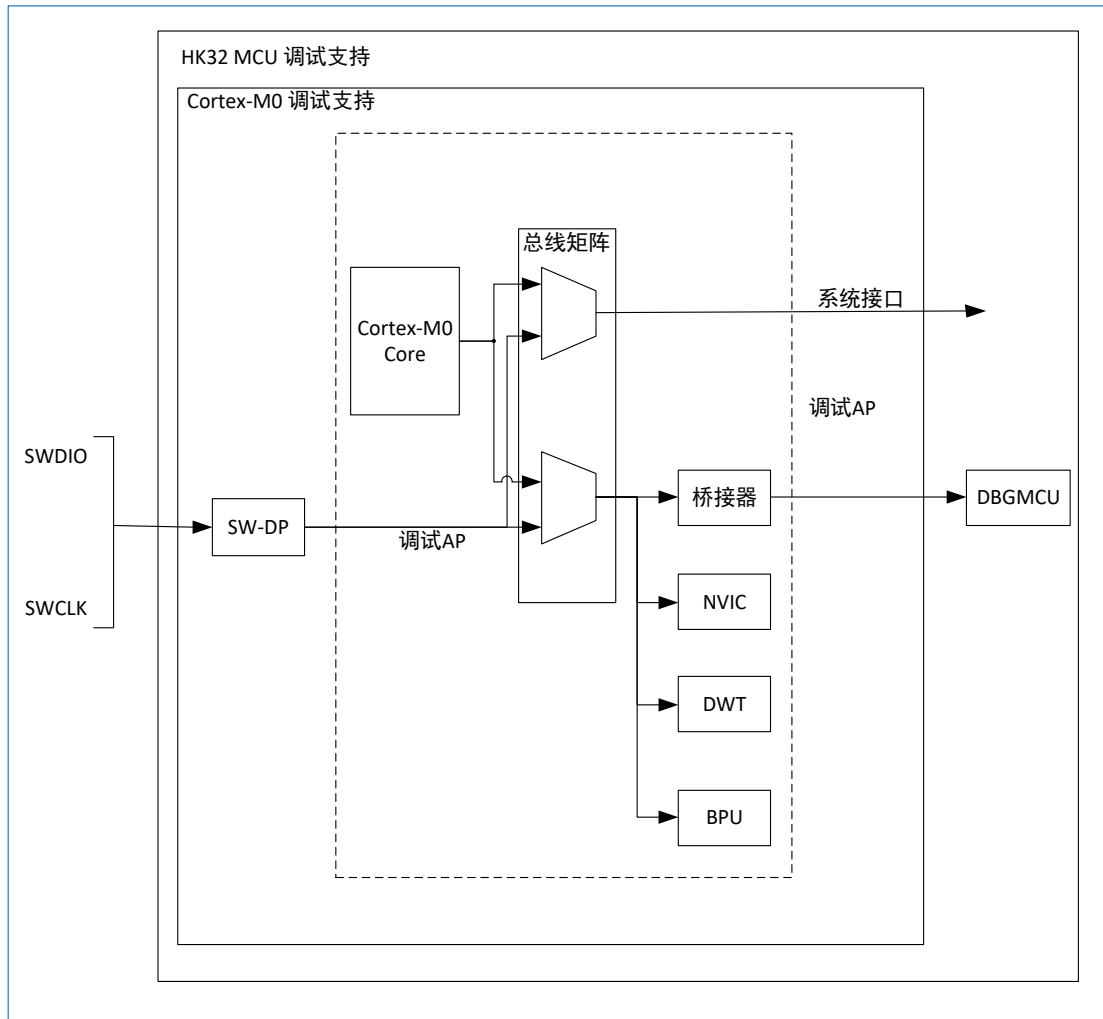 HK32 MCU 调试支持
Cortex-M0 调试支持
总线矩阵
Cortex-M0
Core
系统接口
调试AP
SWDIO
SWCLK
SW-DP
调试AP
桥接器
DBGMCU
NVIC
DWT
BPU